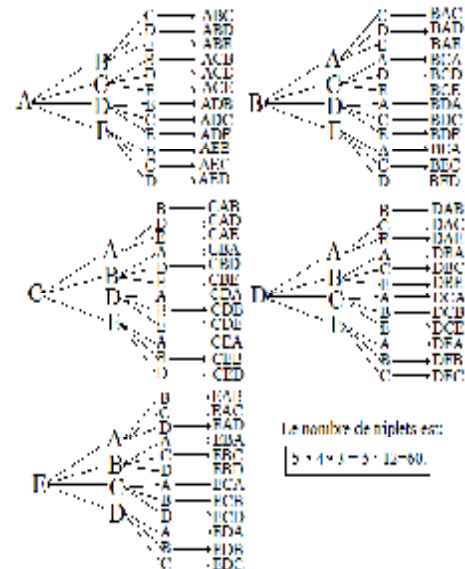 A
B
C
D
E
C
D
E
B
D
E
B
C
E
B
C
D
ABC
ABD
ABE
ACB
ACD
ACE
ADB
ADC
ADE
AEB
AEC
AED
B
A
C
D
E
C
D
E
A
D
E
A
C
E
A
C
D
BAC
BAD
BAE
BCA
BCD
BCE
BDA
BDC
BDE
BEA
BEC
BED
C
A
B
D
E
B
D
E
A
D
E
A
B
E
A
B
D
CAB
CAD
CAE
CBA
CBD
CBE
CDA
CDB
CDE
CEA
CEB
CED
D
A
B
C
E
B
C
E
A
C
E
A
B
E
A
B
C
DAB
DAC
DAE
DBA
DBC
DBE
DCA
DCB
DCE
DEA
DEB
DEC
E
A
B
C
D
B
C
D
A
C
D
A
B
D
A
B
C
EAB
EAC
EAD
EBA
EBC
EBD
ECA
ECB
ECD
EDA
EDB
EDC
Le nombre de triplets est:
5 × 4 × 3 = 5 × 12=60.